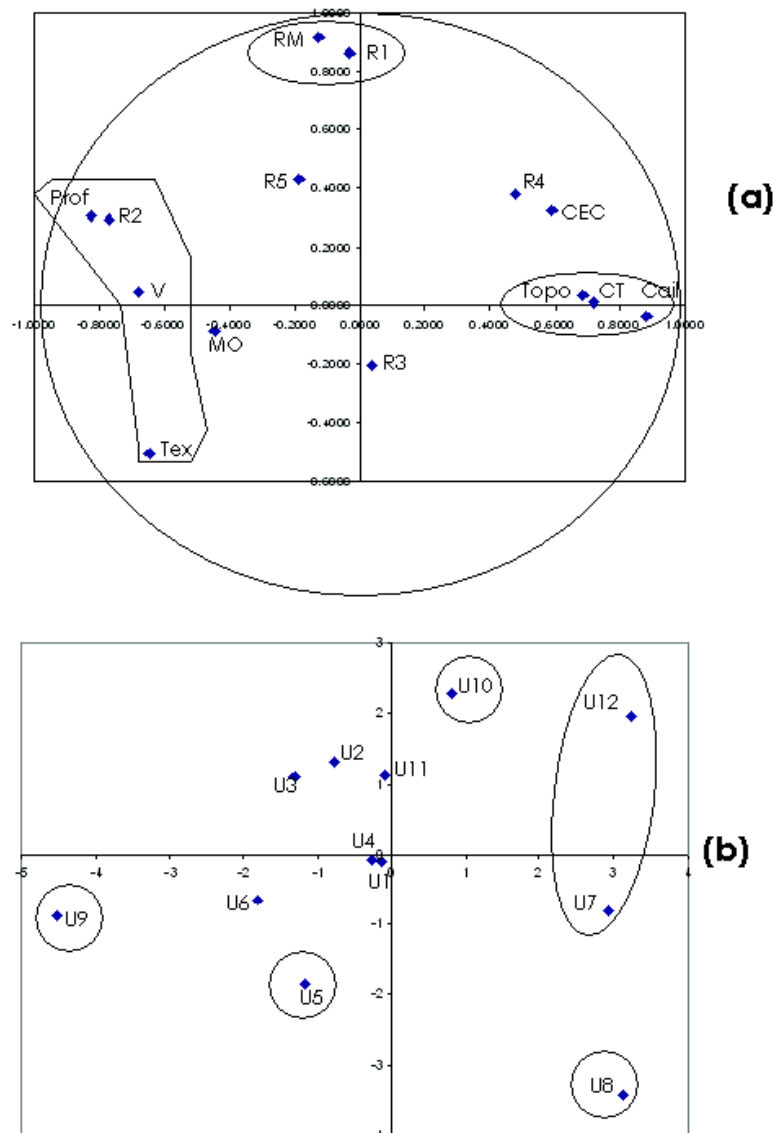 1.0000
RM
R1
0.8000
0.6000
R5
0.4000
R4
(a)
Prof
R2
CEC
0.2000
V
Topo
CT
Cail
0.0000
-1.0000 -0.8000 -0.6000 -0.4000 -0.2000 0.0000 0.2000 0.4000 0.6000 0.8000 1.0000
MO
R3
-0.2000
-0.4000
Tex
-0.6000
3
U10
U12
2
U2
U11
U3
1
U4
(b)
0
-5 -4 -3 -2 -1 0 1 2 3 4
U1
U6
U7
U9
-1
-2
U5
-3
U8
-4